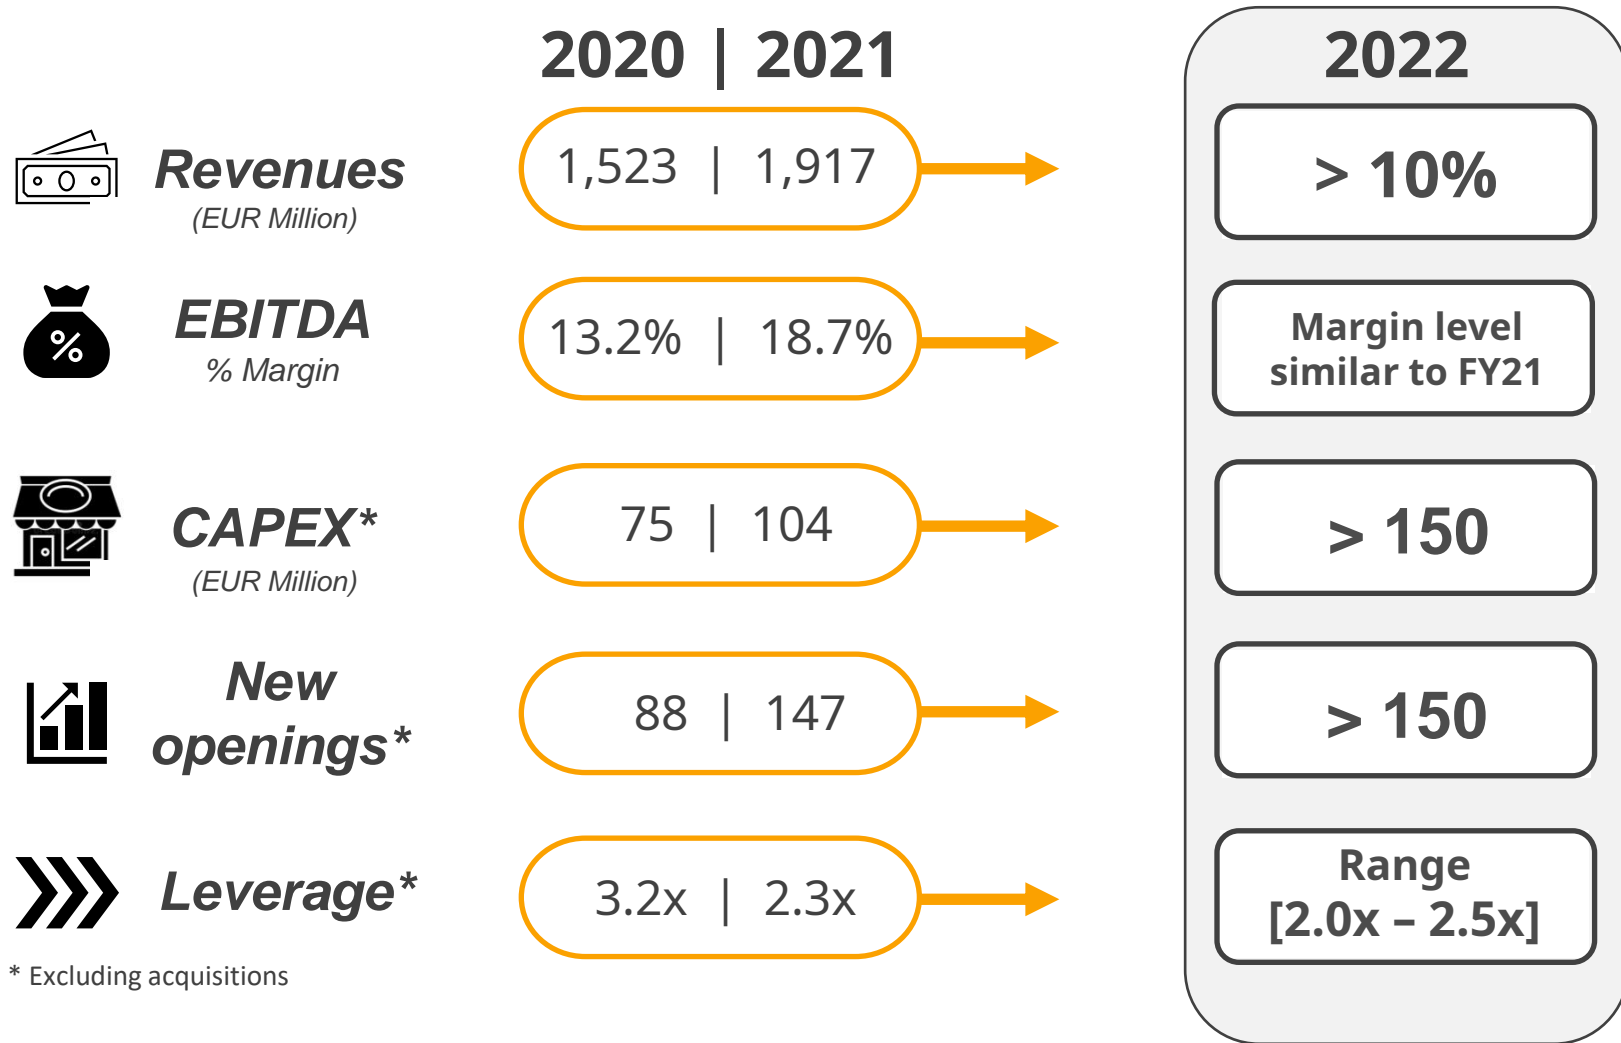 2020 | 2021
2022
Revenues
(EUR Million)
1,523 | 1,917
> 10%
%
EBITDA
% Margin
13.2% | 18.7%
Margin level
similar to FY21
CAPEX*
(EUR Million)
75 | 104
> 150
New
openings*
88 | 147
> 150
Leverage*
3.2x | 2.3x
Range
[2.0x – 2.5x]
* Excluding acquisitions